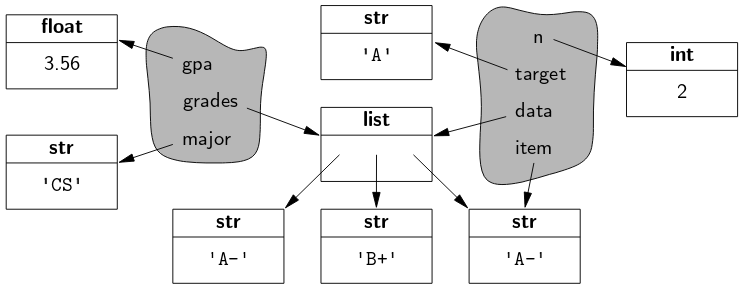 float
3.56
gpa
grades
major
str
'CS'
str
'A'
list
n
target
data
item
int
2
str
'A-'
str
'B+'
str
'A-'